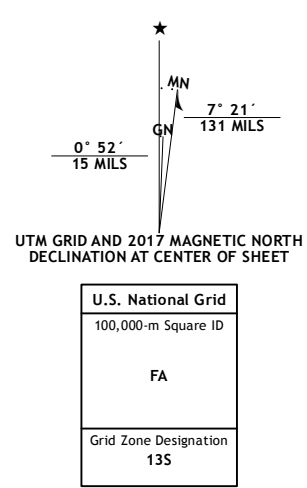 MN
7° 21´
131 MILS
GN
0° 52´
15 MILS
UTM GRID AND 2017 MAGNETIC NORTH
DECLINATION AT CENTER OF SHEET
U.S. National Grid
100,000-m Square ID
FA
Grid Zone Designation
13S